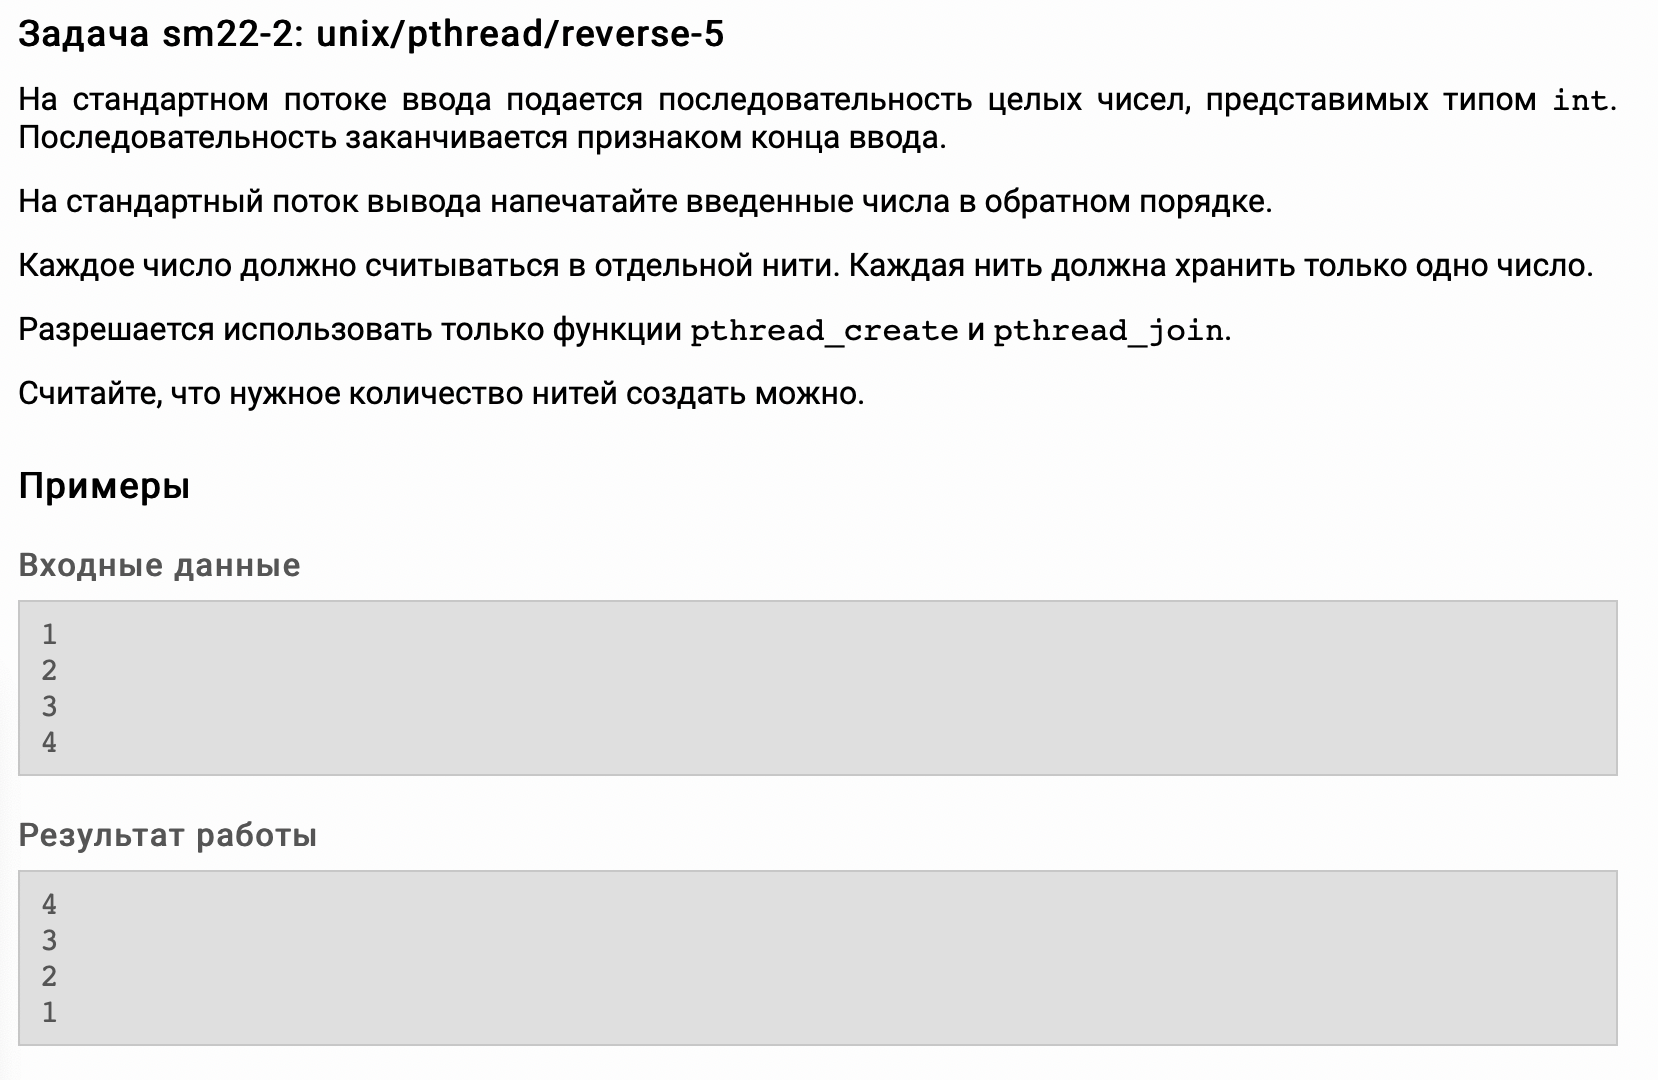 Задача sm22-2: unix/pthread/reverse-5
На стандартном потоке ввода подается последовательность целых чисел, представимых типом int.
Последовательность заканчивается признаком конца ввода.
На стандартный поток вывода напечатайте введенные числа в обратном порядке.
Каждое число должно считываться в отдельной нити. Каждая нить должна хранить только одно число.
Разрешается использовать только функции pthread_create и pthread_join.
Считайте, что нужное количество нитей создать можно.
Примеры
Входные данные
1
2
3
4
Результат работы
4
3
2
1